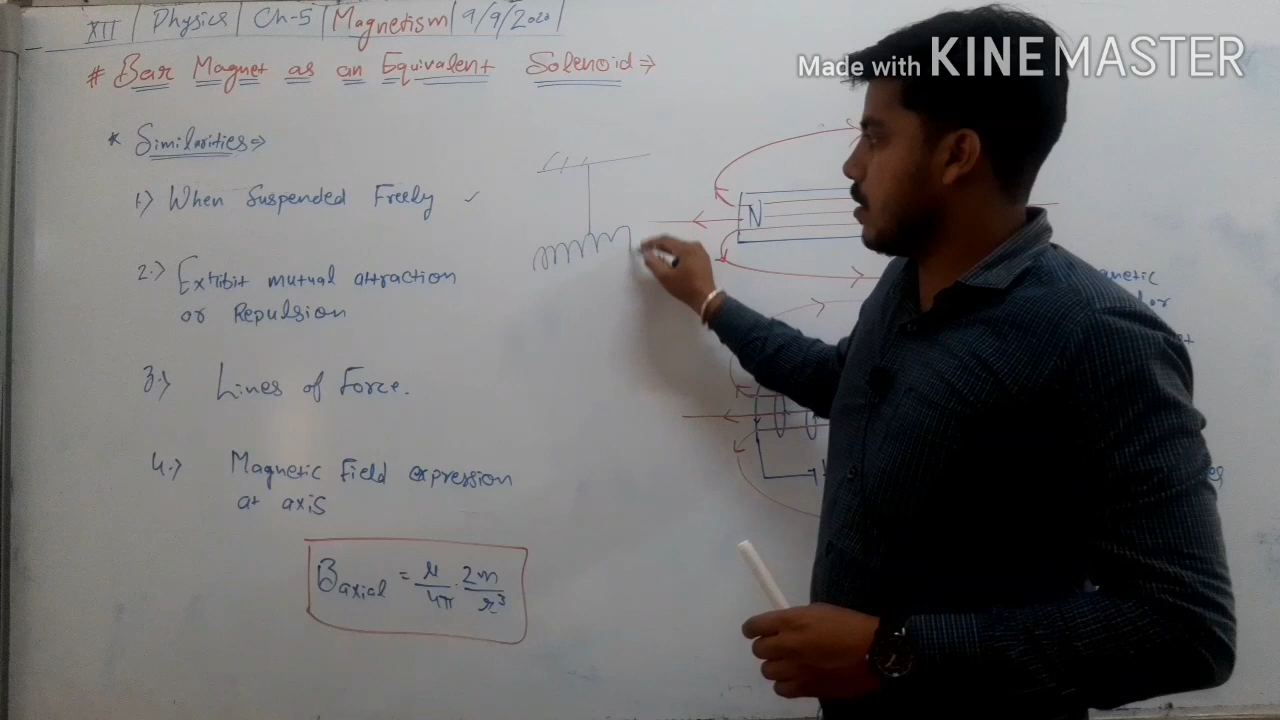 XII | Physics | Ch-5 | Magnetism | 9/9/2020 |
# Bar Magnet as an Equivalent Solenoid ⇒
* Similarities ⇒
1.) When Suspended Freely ✓
2.) Exhibit mutual attraction
or Repulsion
3.) Lines of Force.
4.) Magnetic Field expression
at axis
B axial = μ/4π . 2m/r³
N
Made with KINEMASTER